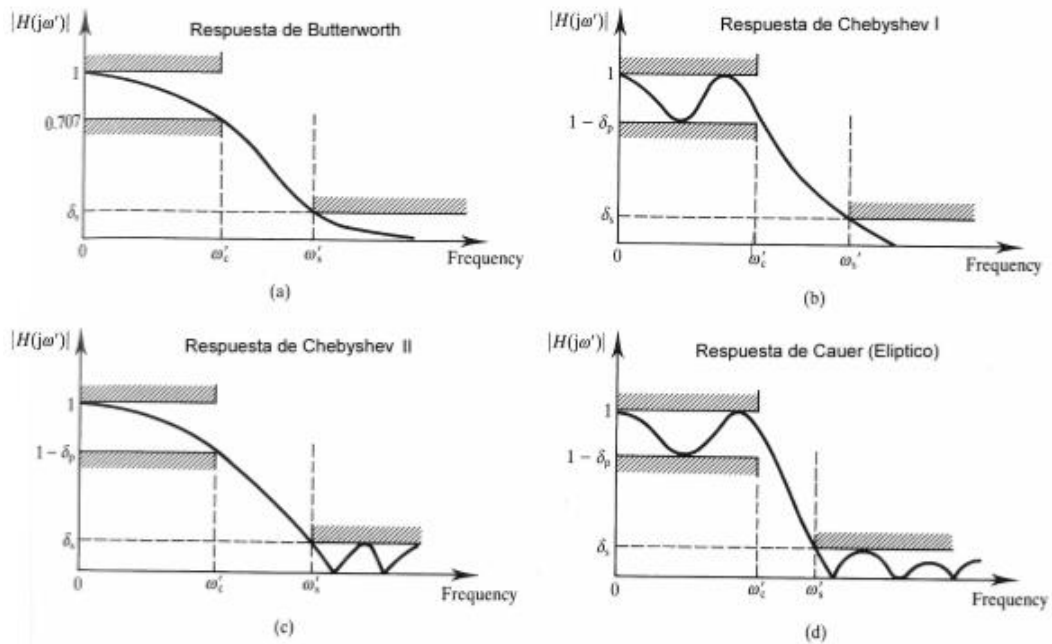 |H(jω′)|
Respuesta de Butterworth
1
0.707
δₛ
0
ω′c
ω′s
Frequency
(a)
|H(jω′)|
Respuesta de Chebyshev I
1
1 − δₚ
δₛ
0
ω′c
ωs′
Frequency
(b)
|H(jω′)|
Respuesta de Chebyshev II
1
1 − δₚ
δₛ
0
ω′c
ω′s
Frequency
(c)
|H(jω′)|
Respuesta de Cauer (Eliptico)
1
1 − δₚ
δₛ
0
ω′c
ω′s
Frequency
(d)